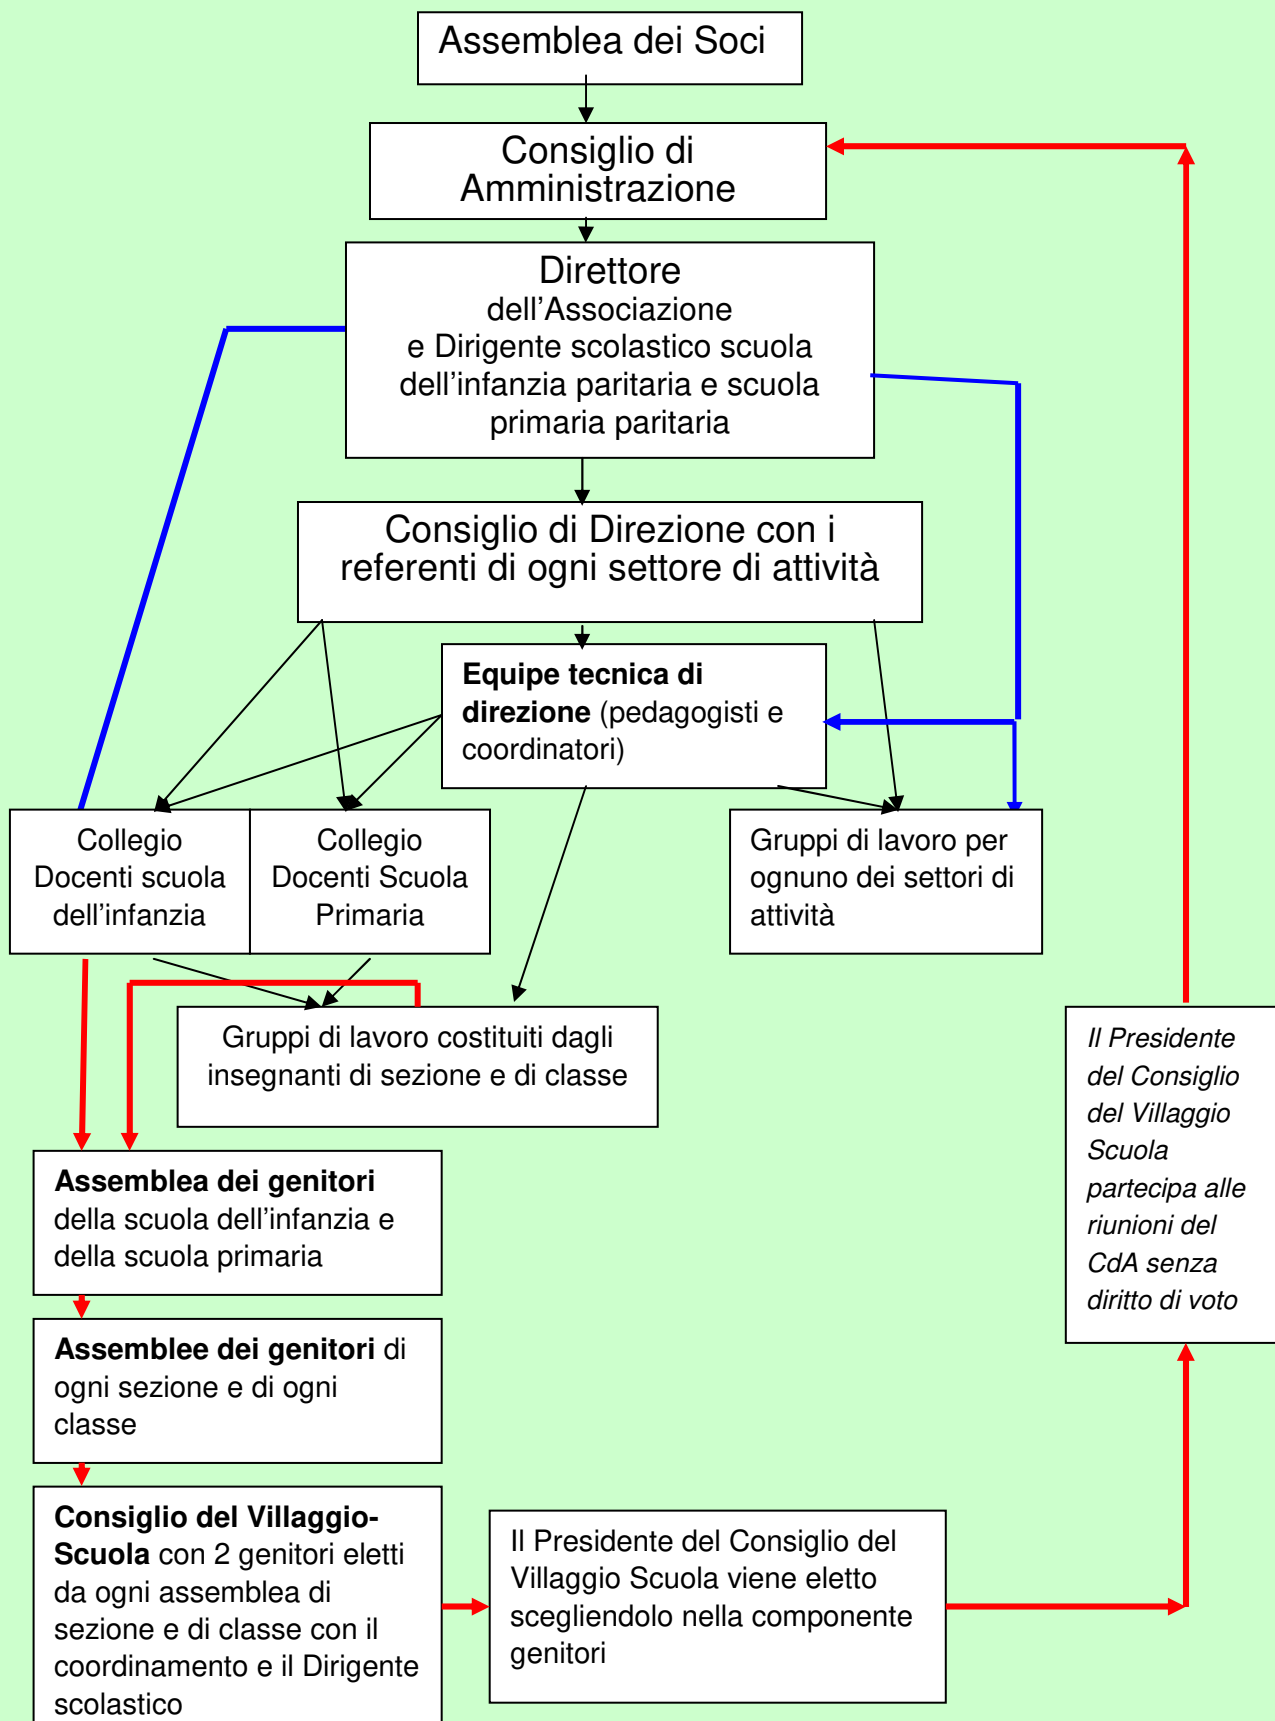 Assemblea dei Soci
Consiglio di
Amministrazione
Direttore
dell'Associazione
e Dirigente scolastico scuola
dell'infanzia paritaria e scuola
primaria paritaria
Consiglio di Direzione con i
referenti di ogni settore di attività
Equipe tecnica di
direzione (pedagogisti e
coordinatori)
Collegio
Docenti scuola
dell'infanzia
Collegio
Docenti Scuola
Primaria
Gruppi di lavoro per
ognuno dei settori di
attività
Gruppi di lavoro costituiti dagli
insegnanti di sezione e di classe
Il Presidente
del Consiglio
del Villaggio
Scuola
partecipa alle
riunioni del
CdA senza
diritto di voto
Assemblea dei genitori
della scuola dell'infanzia e
della scuola primaria
Assemblee dei genitori di
ogni sezione e di ogni
classe
Consiglio del Villaggio-
Scuola con 2 genitori eletti
da ogni assemblea di
sezione e di classe con il
coordinamento e il Dirigente
scolastico
Il Presidente del Consiglio del
Villaggio Scuola viene eletto
scegliendolo nella componente
genitori